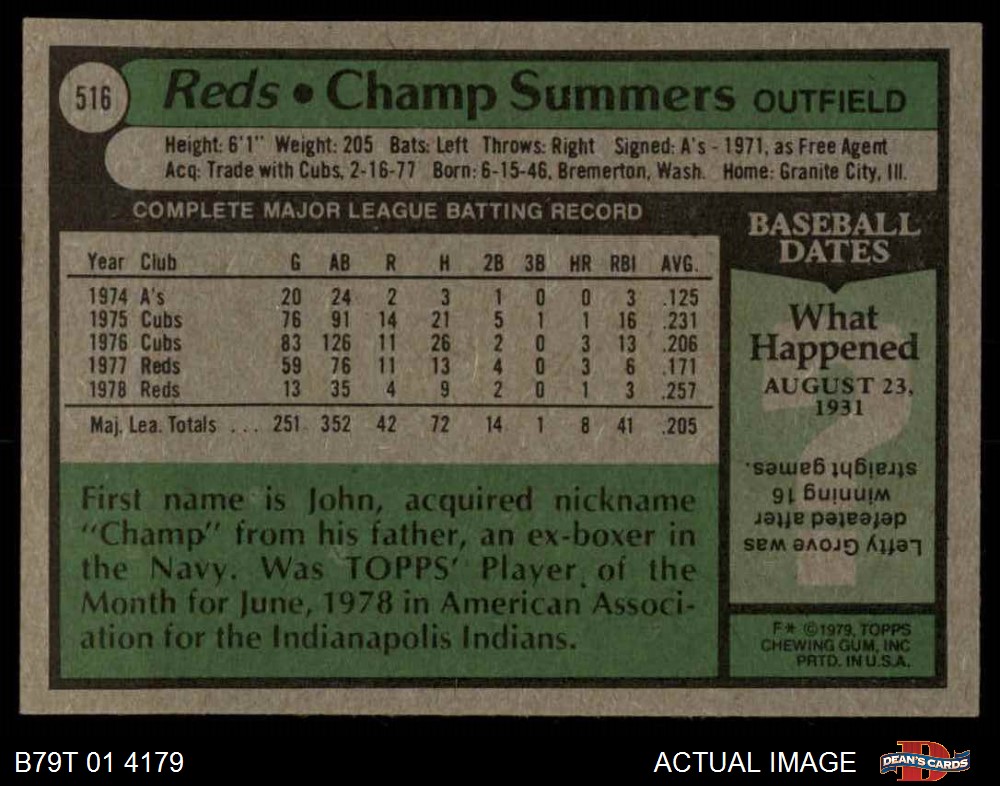 516
Reds • Champ Summers OUTFIELD
Height: 6'1" Weight: 205 Bats: Left Throws: Right Signed: A's - 1971, as Free Agent
Acq: Trade with Cubs, 2-16-77 Born: 6-15-46, Bremerton, Wash. Home: Granite City, Ill.
COMPLETE MAJOR LEAGUE BATTING RECORD
Year Club G AB R H 2B 3B HR RBI AVG.
1974 A's 20 24 2 3 1 0 0 3 .125
1975 Cubs 76 91 14 21 5 1 1 16 .231
1976 Cubs 83 126 11 26 2 0 3 13 .206
1977 Reds 59 76 11 13 4 0 3 6 .171
1978 Reds 13 35 4 9 2 0 1 3 .257
Maj. Lea. Totals . . . 251 352 42 72 14 1 8 41 .205
First name is John, acquired nickname
"Champ" from his father, an ex-boxer in
the Navy. Was TOPPS' Player of the
Month for June, 1978 in American Associ-
ation for the Indianapolis Indians.
BASEBALL
DATES
What
Happened
AUGUST 23,
1931
?
Lefty Grove was
defeated after
winning 16
straight games.
F* ©1979, TOPPS
CHEWING GUM, INC
PRTD. IN U.S.A.
B79T 01 4179
ACTUAL IMAGE
D
DEAN'S CARDS